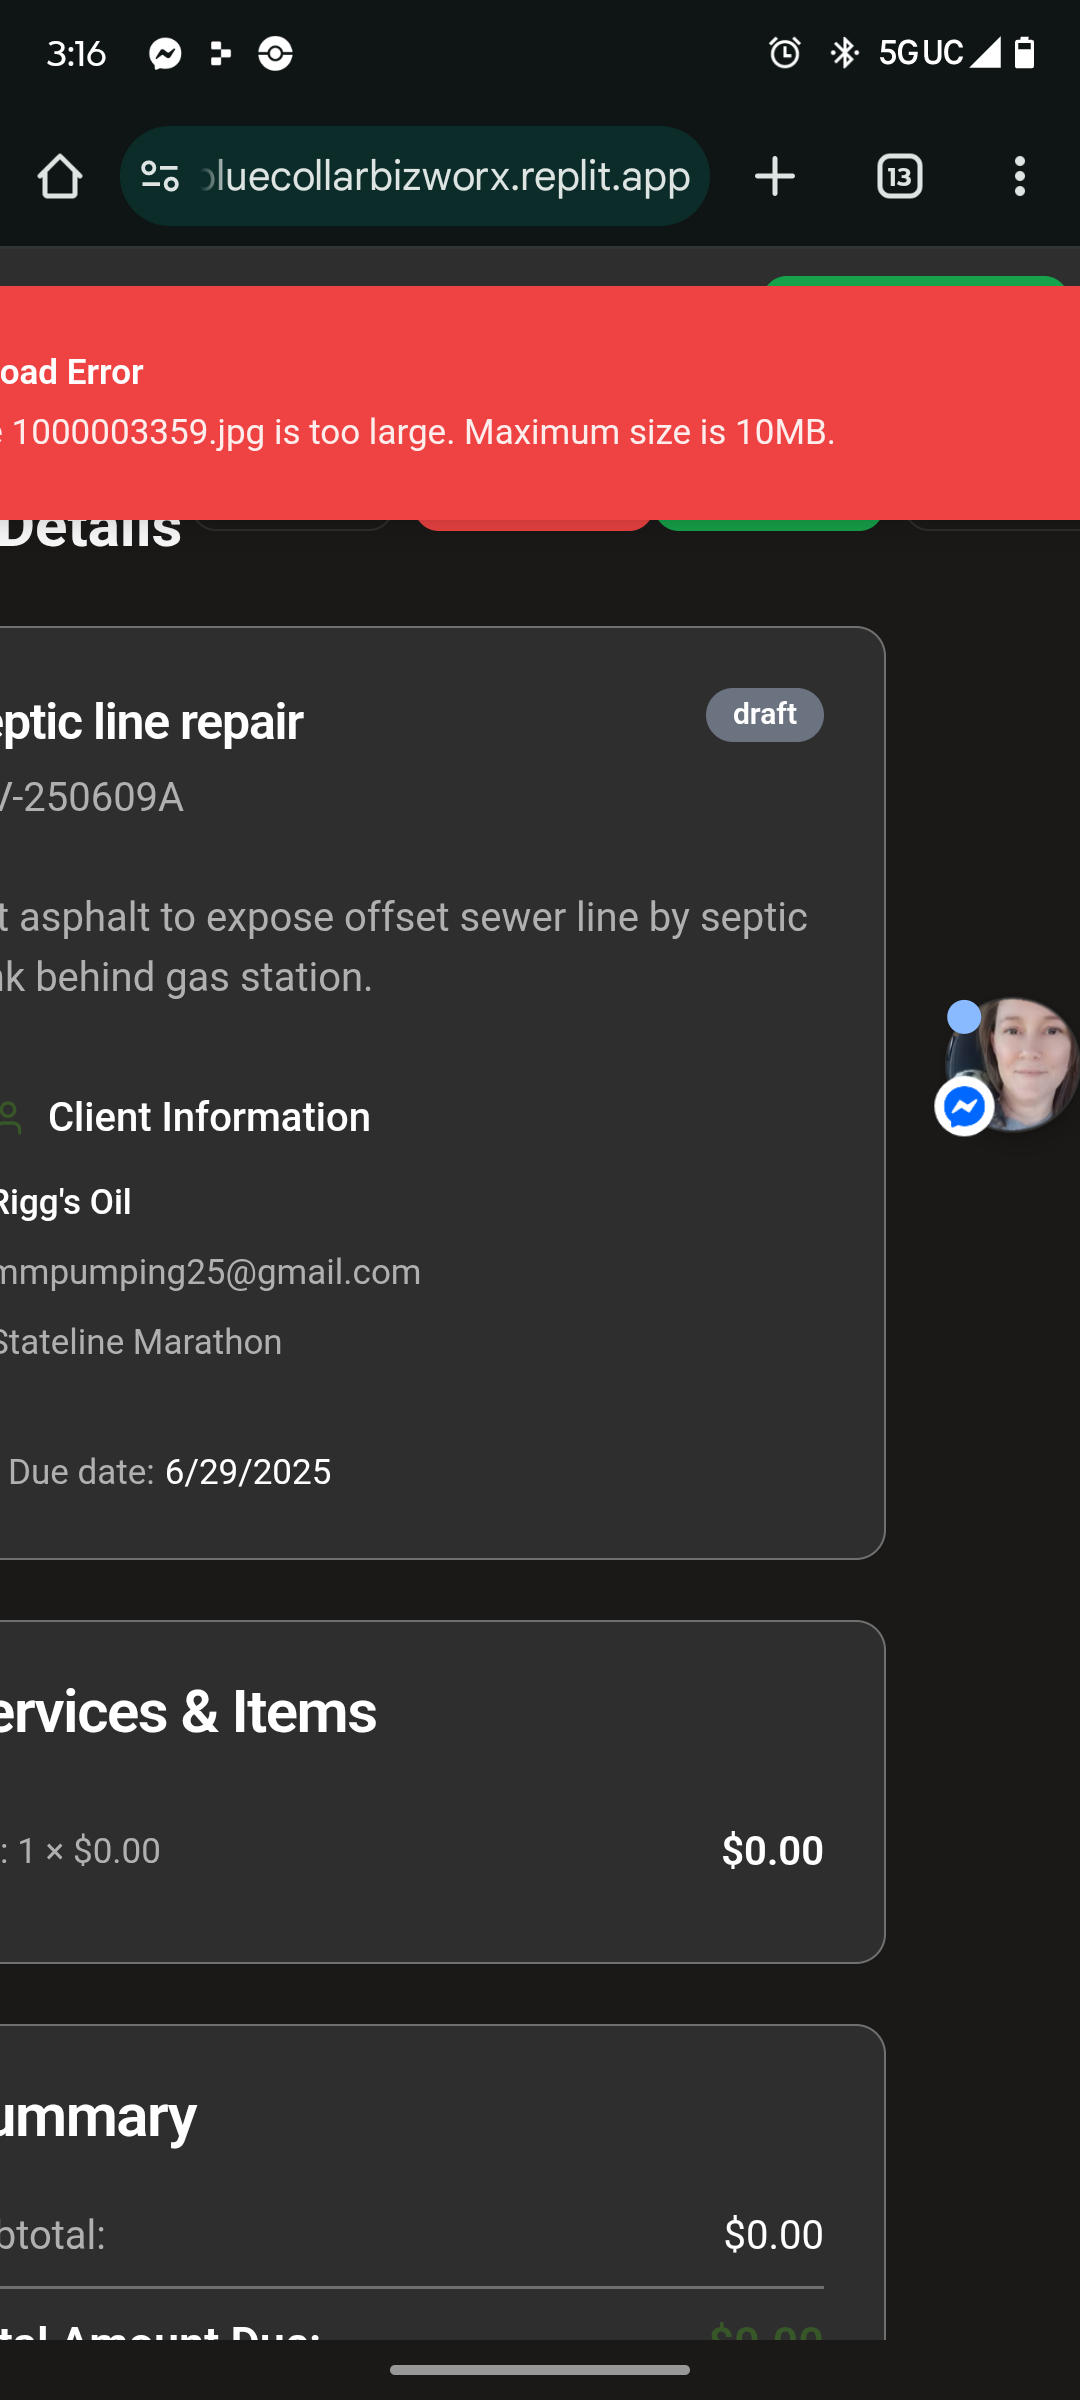 3:16
5G UC
luecollarbizworx.replit.app
13
oad Error
1000003359.jpg is too large. Maximum size is 10MB.
Details
eptic line repair
draft
V-250609A
t asphalt to expose offset sewer line by septic
nk behind gas station.
Client Information
Rigg's Oil
mmpumping25@gmail.com
Stateline Marathon
Due date: 6/29/2025
ervices & Items
: 1 × $0.00
$0.00
ummary
btotal:
$0.00
tal Amount Due:
$0.00